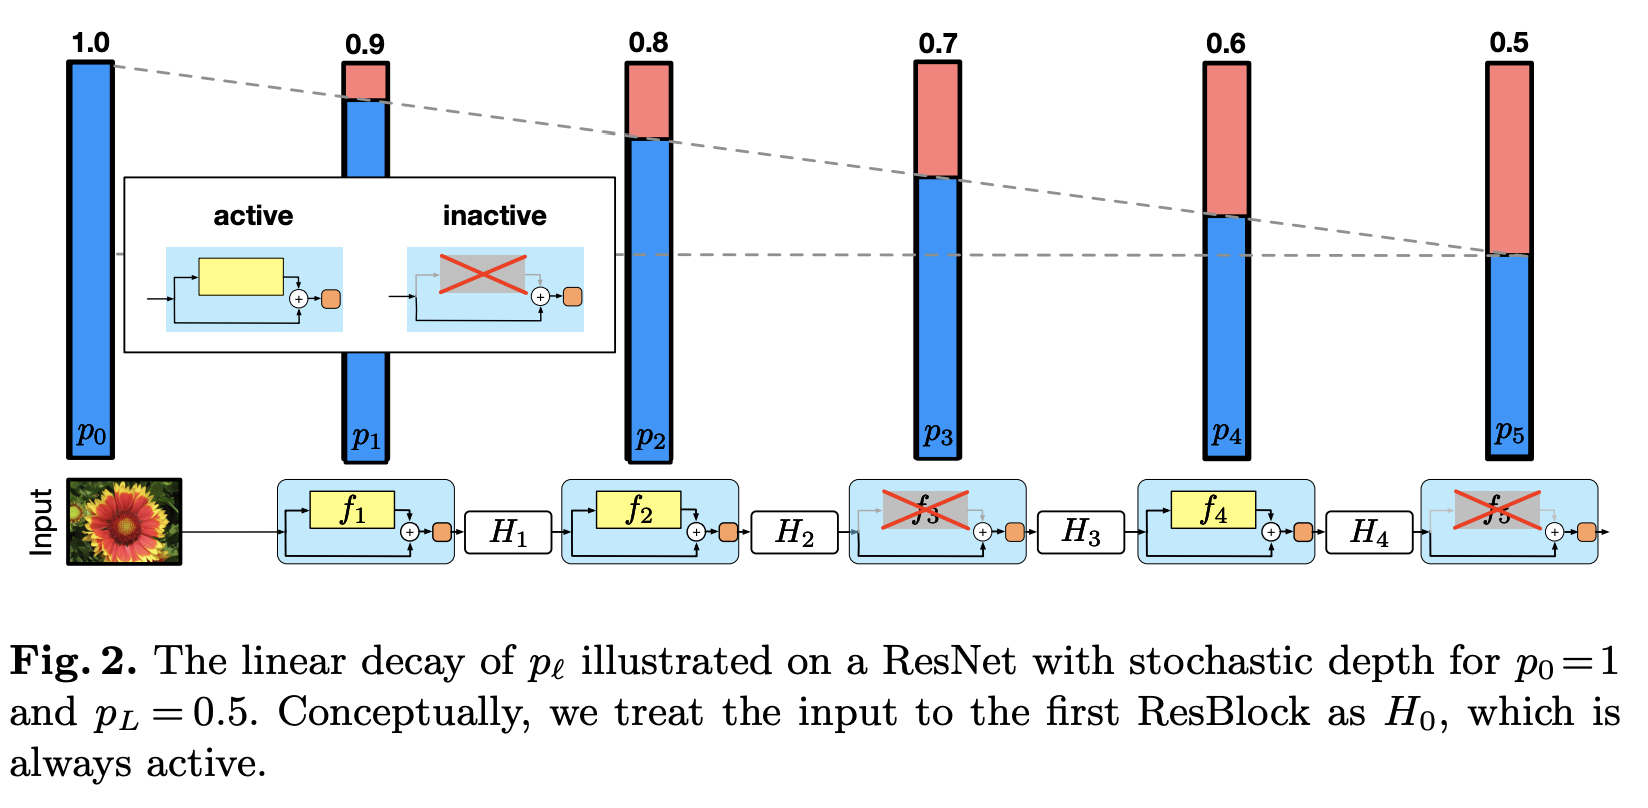 1.0 0.9 0.8 0.7 0.6 0.5
active inactive
p₀ p₁ p₂ p₃ p₄ p₅
Input f₁ H₁ f₂ H₂ f₃ H₃ f₄ H₄ f₅
Fig. 2. The linear decay of pℓ illustrated on a ResNet with stochastic depth for p₀=1
and p_L = 0.5. Conceptually, we treat the input to the first ResBlock as H₀, which is
always active.